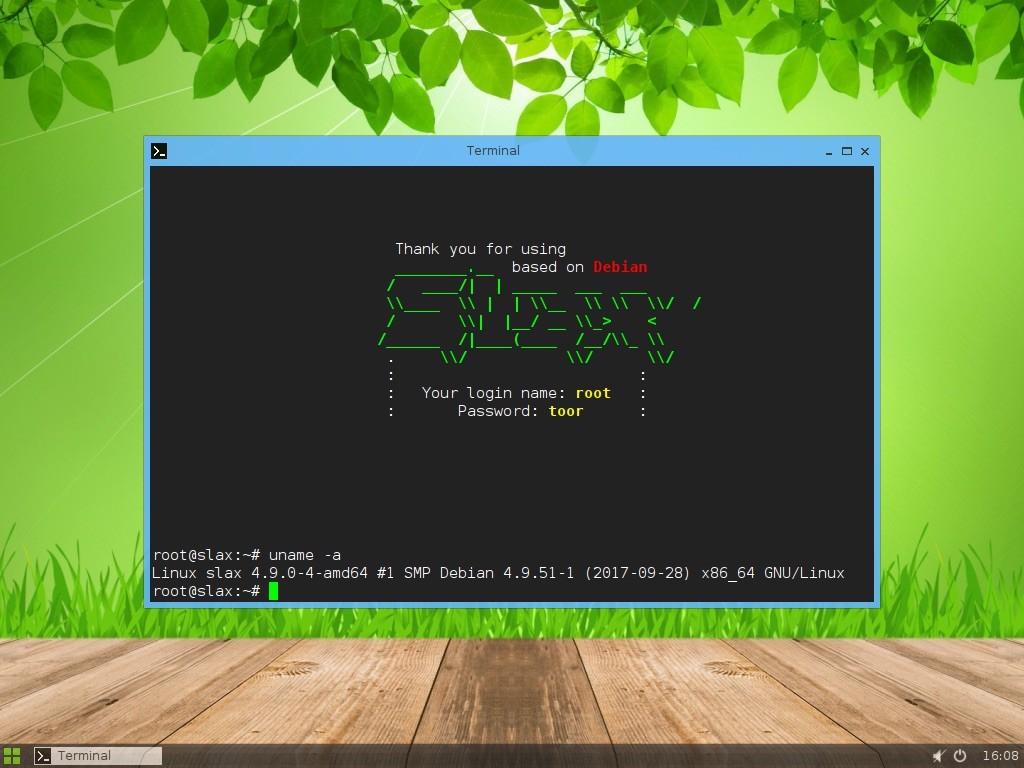 Terminal
Thank you for using
based on Debian
Slax
Your login name: root
Password: toor
root@slax:~# uname -a
Linux slax 4.9.0-4-amd64 #1 SMP Debian 4.9.51-1 (2017-09-28) x86_64 GNU/Linux
root@slax:~#
Terminal
16:08